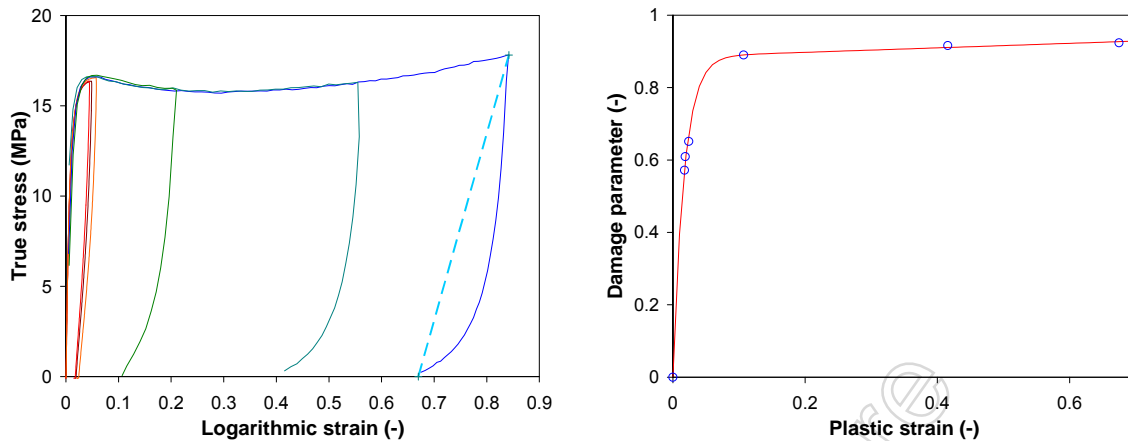 20
15
10
5
0
True stress (MPa)
0 0.1 0.2 0.3 0.4 0.5 0.6 0.7 0.8 0.9
Logarithmic strain (-)
1
0.8
0.6
0.4
0.2
0
Damage parameter (-)
0 0.2 0.4 0.6
Plastic strain (-)
re